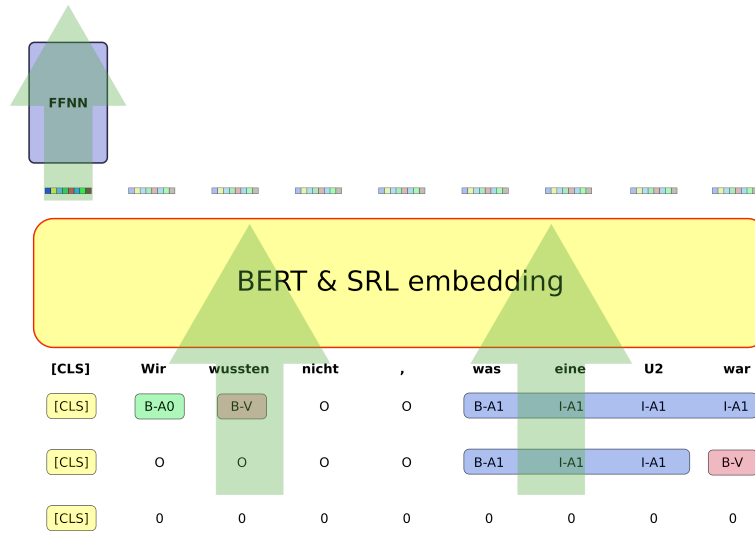 FFNN
BERT & SRL embedding
[CLS] Wir wussten nicht , was eine U2 war
[CLS] B-A0 B-V O O B-A1 I-A1 I-A1 I-A1
[CLS] O O O O B-A1 I-A1 I-A1 B-V
[CLS] 0 0 0 0 0 0 0 0